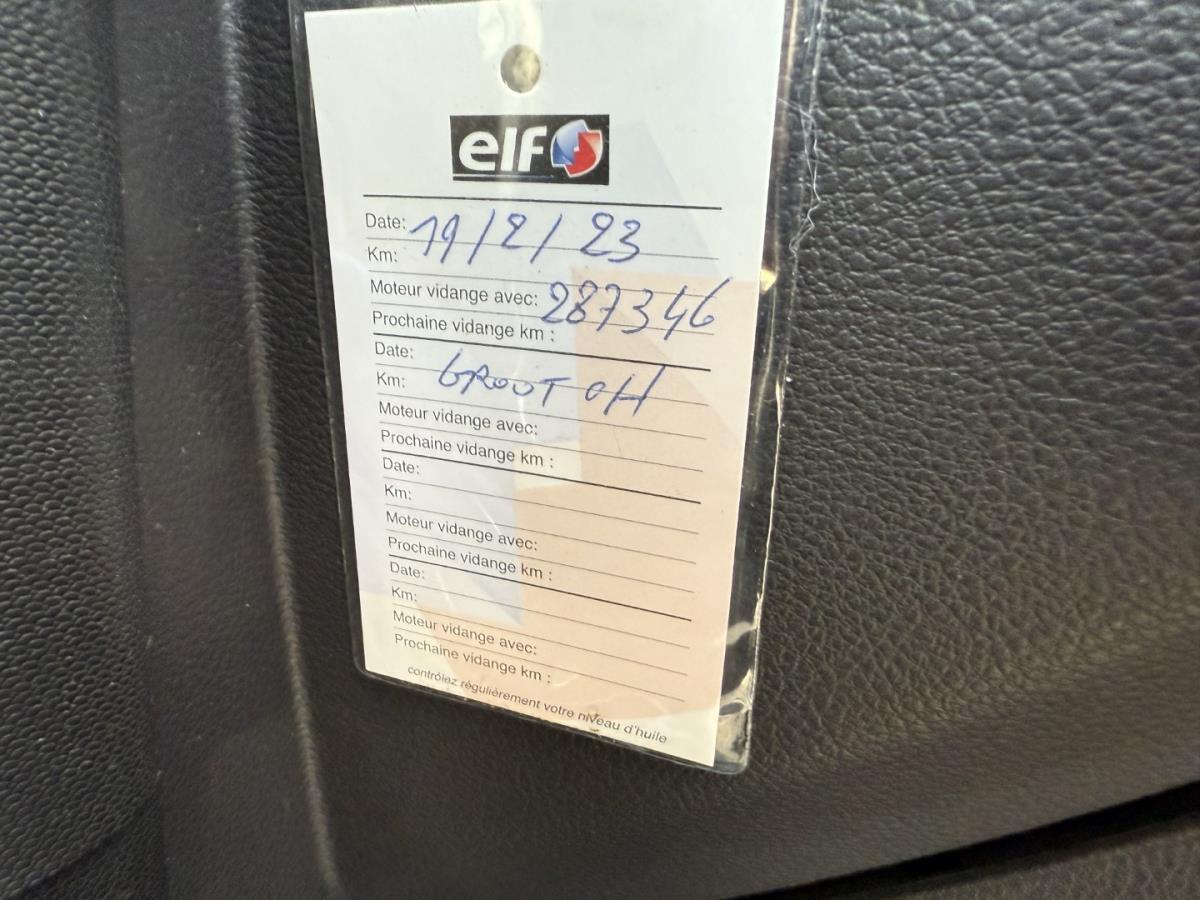 elf
Date: 19/2/23
Km:
Moteur vidange avec: 287346
Prochaine vidange km :
Date:
Km: GROOT OH
Moteur vidange avec:
Prochaine vidange km :
Date:
Km:
Moteur vidange avec:
Prochaine vidange km :
Date:
Km:
Moteur vidange avec:
Prochaine vidange km :
contrôlez régulièrement votre niveau d'huile